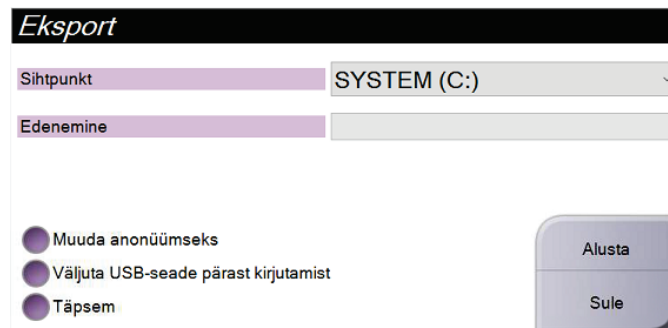 Eksport
Sihtpunkt
SYSTEM (C:)
Edenemine
Muuda anonüümseks
Väljuta USB-seade pärast kirjutamist
Täpsem
Alusta
Sule